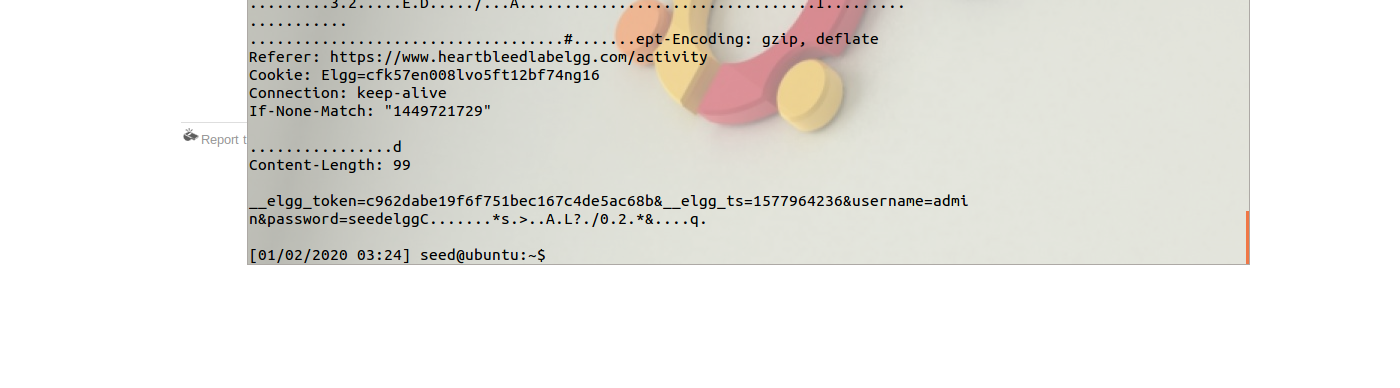 .........3.2.....E.D...../...A.................................I.........
...........
...................................#.......ept-Encoding: gzip, deflate
Referer: https://www.heartbleedlabelgg.com/activity
Cookie: Elgg=cfk57en008lvo5ft12bf74ng16
Connection: keep-alive
If-None-Match: "1449721729"
Report t
................d
Content-Length: 99
__elgg_token=c962dabe19f6f751bec167c4de5ac68b&__elgg_ts=1577964236&username=admi
n&password=seedelggC.......*s.>..A.L?./0.2.*&....q.
[01/02/2020 03:24] seed@ubuntu:~$